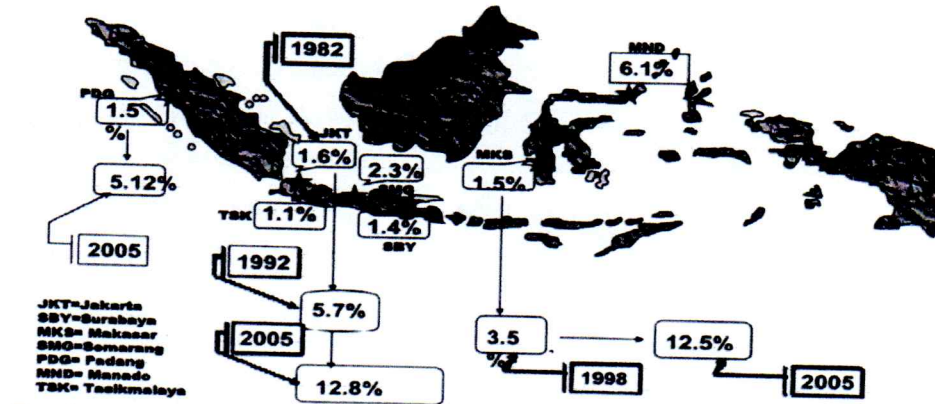 1982
MND
6.1%
PDG
1.5
%
JKT
1.6%
2.3%
SMG
MKS
1.5%
5.12%
TSK
1.1%
1.4%
SBY
2005
1992
5.7%
JKT=Jakarta
SBY=Surabaya
MKS= Makasar
SMG=Semarang
PDG= Padang
MND= Manado
TSK= Tasikmalaya
2005
12.8%
3.5
%
12.5%
1998
2005